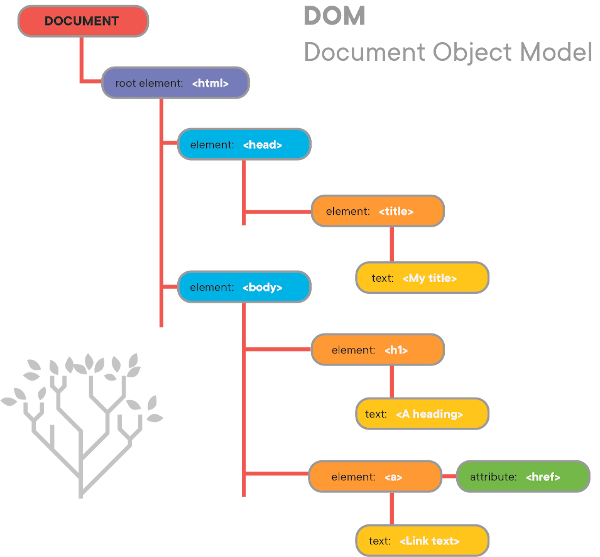 DOM
Document Object Model
DOCUMENT
root element: <html>
element: <head>
element: <title>
text: <My title>
element: <body>
element: <h1>
text: <A heading>
element: <a>
attribute: <href>
text: <Link text>